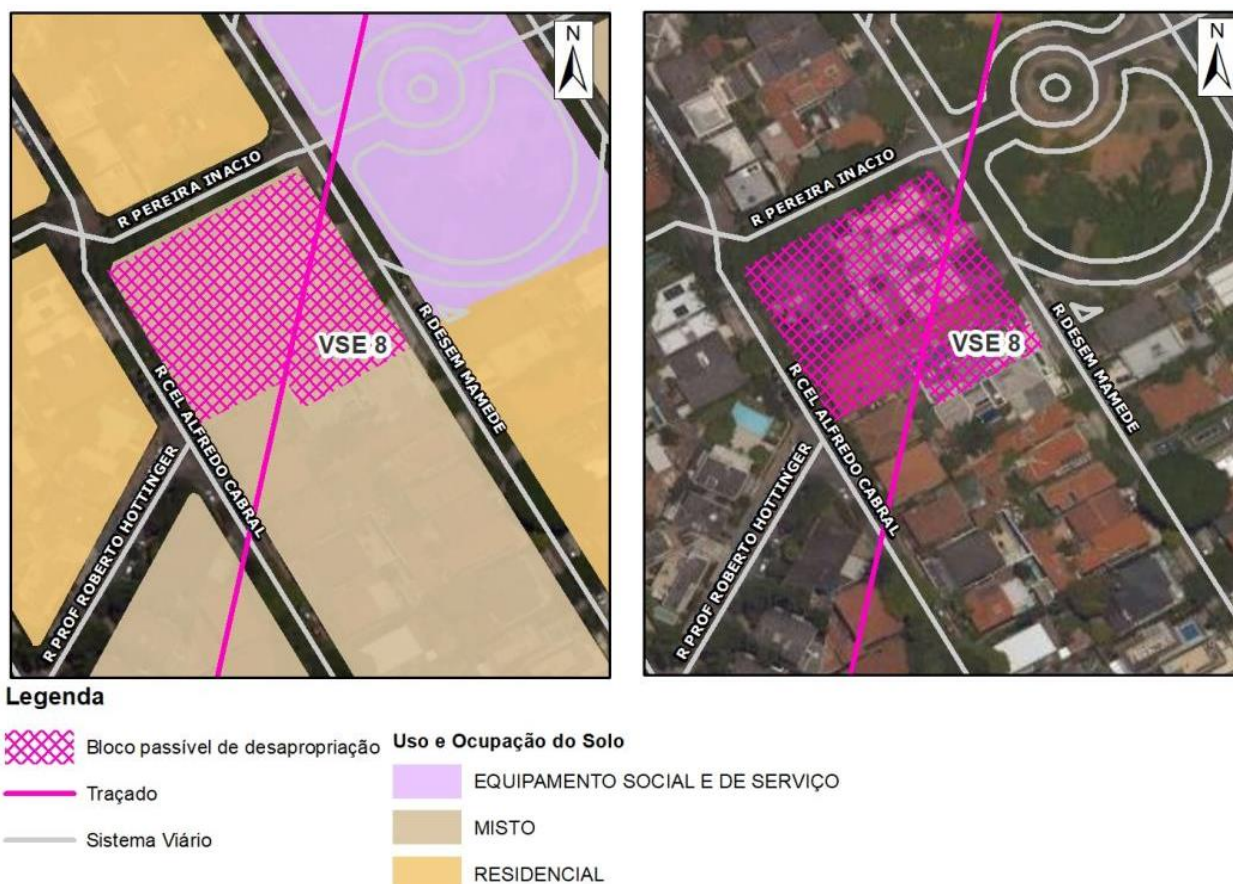 N
R PEREIRA INACIO
VSE 8
R DESEM MAMEDE
R CEL ALFREDO CABRAL
R PROF ROBERTO HOTTINGER
N
R PEREIRA INACIO
VSE 8
R DESEM MAMEDE
R CEL ALFREDO CABRAL
R PROF ROBERTO HOTTINGER
Legenda
Bloco passível de desapropriação
Traçado
Sistema Viário
Uso e Ocupação do Solo
EQUIPAMENTO SOCIAL E DE SERVIÇO
MISTO
RESIDENCIAL